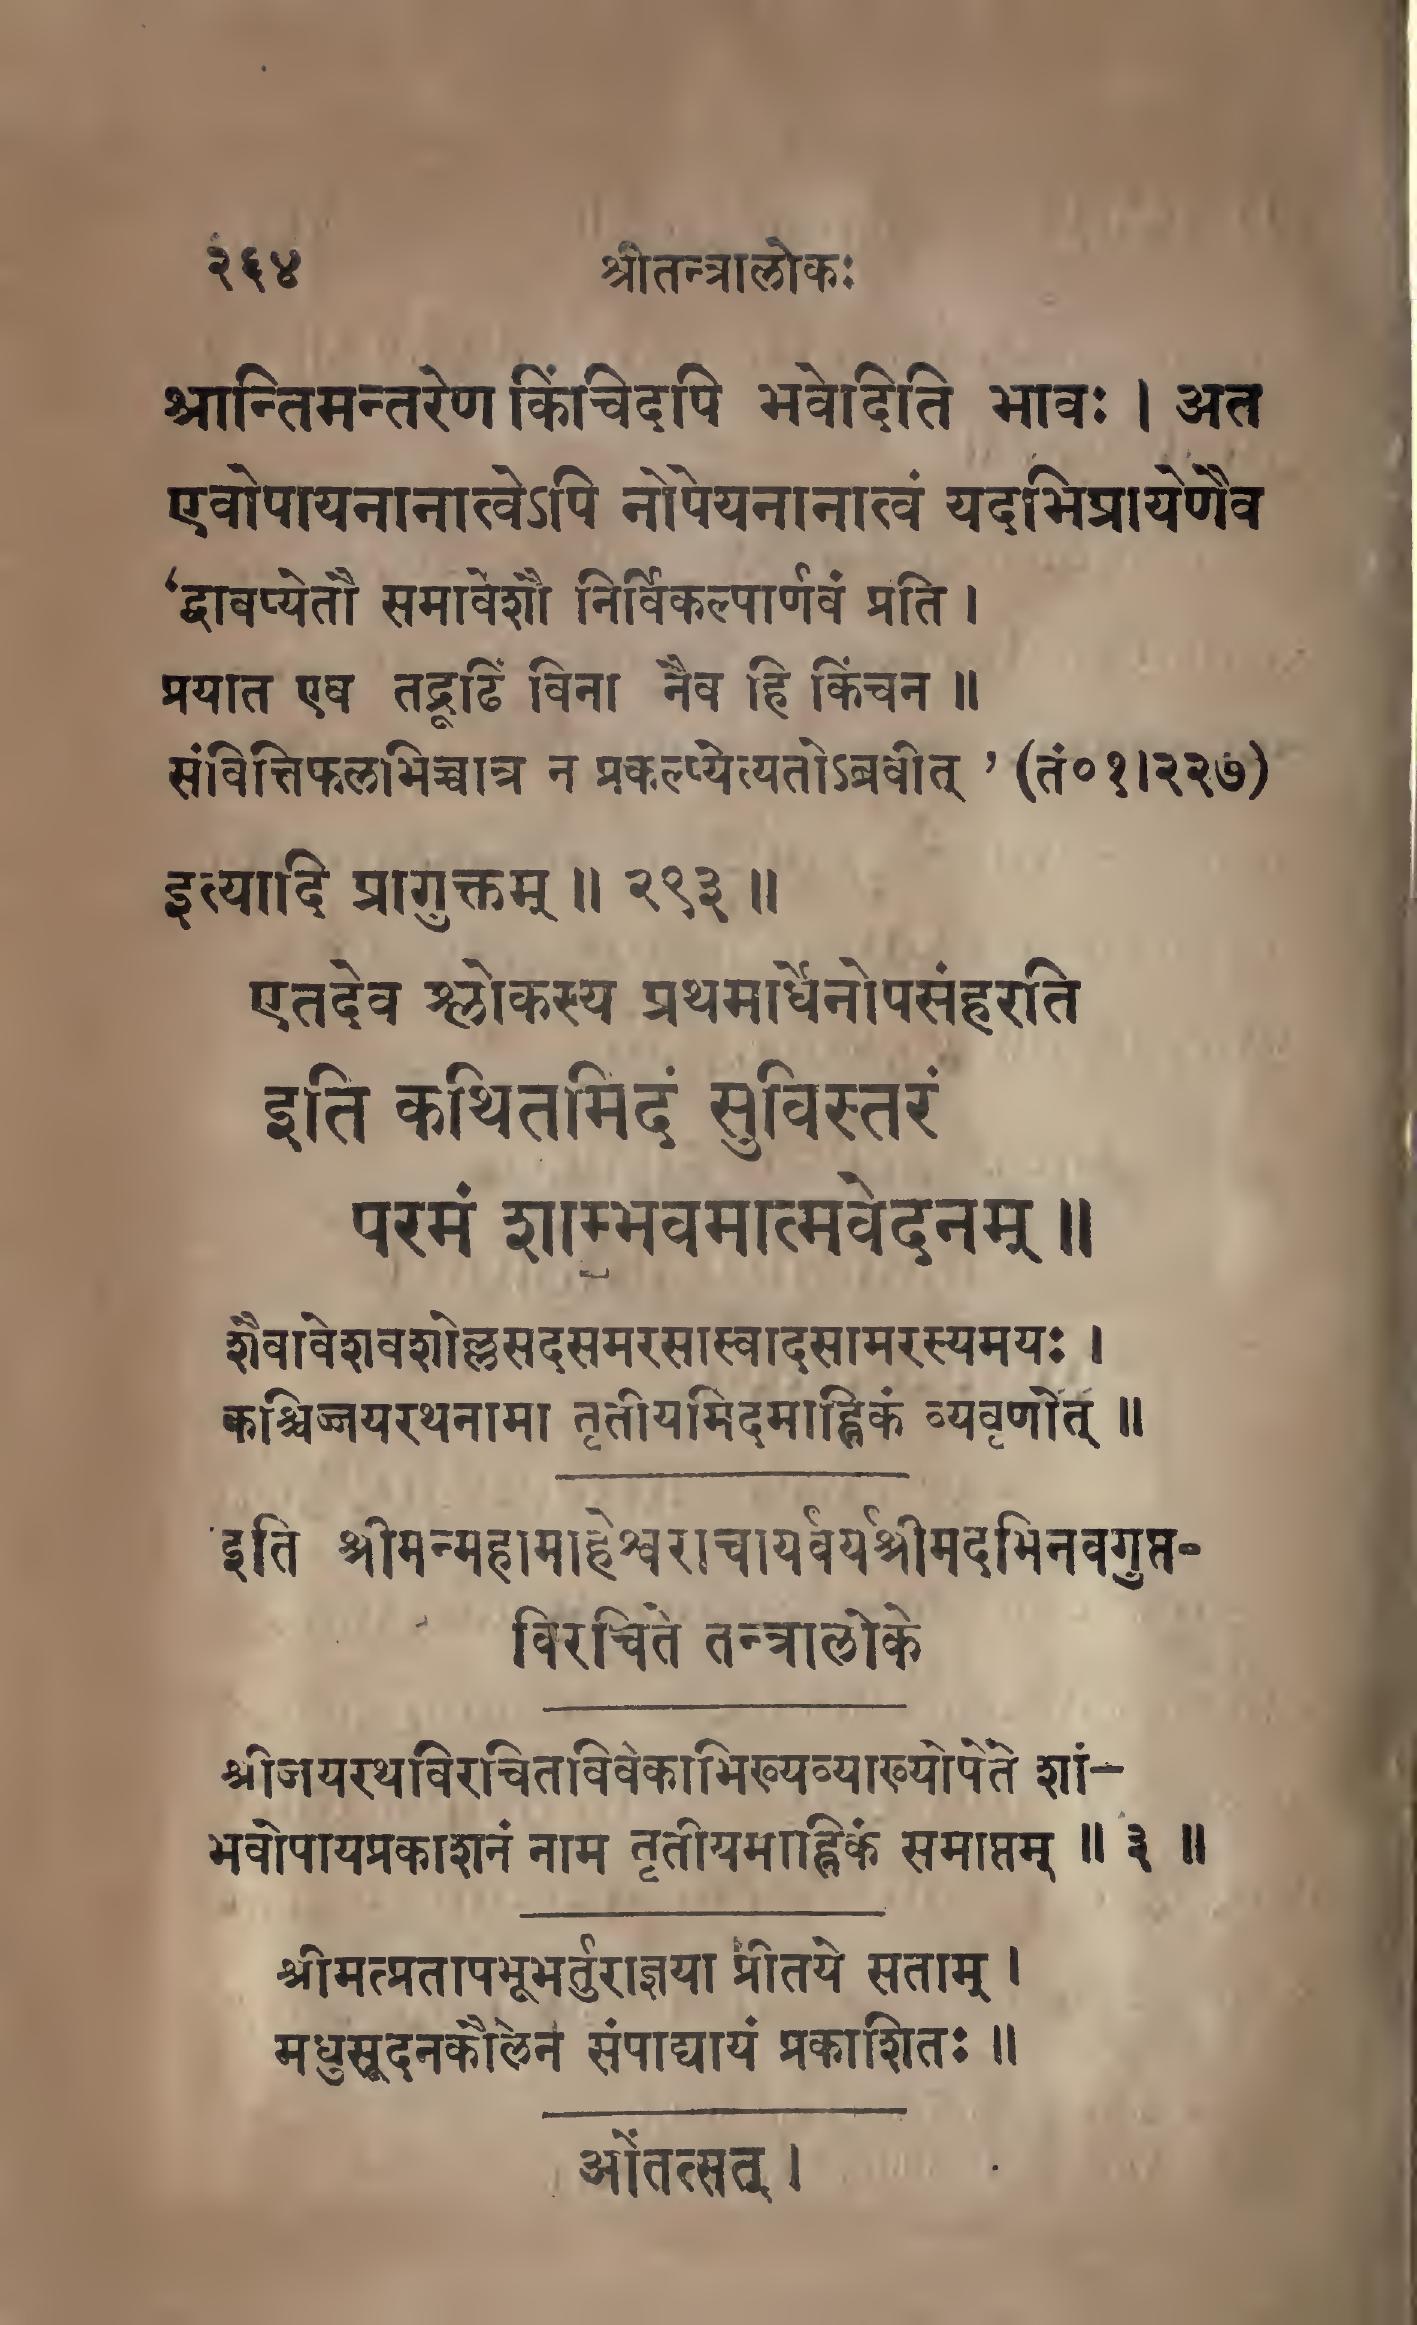 २६४ श्रीतन्त्रालोकः
श्रान्तिमन्तरेण किंचिदपि भवेदिति भावः । अत
एवोपायनानात्वेऽपि नोपेयनानात्वं यदभिप्रायेणैव
‘द्वावप्येतौ समावेशौ निर्विकल्पार्णवं प्रति ।
प्रयात एव तद्रूढिं विना नैव हि किंचन ॥
संवित्तिफलभिच्चात्र न प्रकल्प्येत्यतोऽब्रवीत् ’ (तं०१।२२७)
इत्यादि प्रागुक्तम् ॥ २९३ ॥
एतदेव श्लोकस्य प्रथमार्धेनोपसंहरति
इति कथितमिदं सुविस्तरं
परमं शाम्भवमात्मवेदनम् ॥
शैवावेशवशोल्लसदसमरसास्वादसामरस्यमयः ।
कश्चिज्जयरथनामा तृतीयमिदमाह्निकं व्यवृणोत् ॥
इति श्रीमन्महामाहेश्वराचार्यवर्यश्रीमदभिनवगुप्त-
विरचिते तन्त्रालोके
श्रीजयरथविरचितविवेकाभिख्यव्याख्योपेते शां-
भवोपायप्रकाशनं नाम तृतीयमाह्निकं समाप्तम् ॥ ३ ॥
श्रीमत्प्रतापभूभर्तुराज्ञया प्रीतये सताम् ।
मधुसूदनकौलेन संपाद्यायं प्रकाशितः ॥
ओंतत्सत् ।